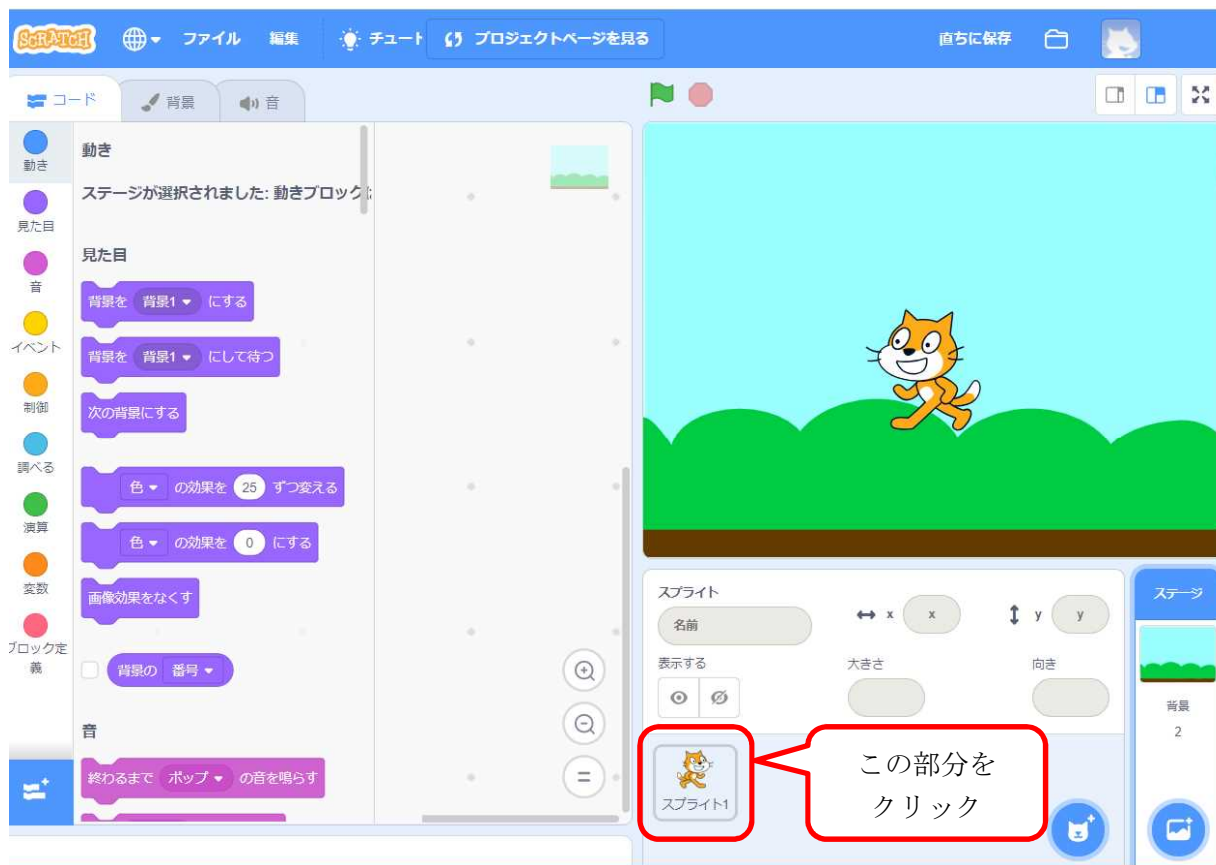 SCRATCH ファイル 編集 チュート プロジェクトページを見る 直ちに保存
コード 背景 音
動き
見た目
音
イベント
制御
調べる
演算
変数
ブロック定
義
動き
ステージが選択されました: 動きブロック
見た目
背景を 背景1 にする
背景を 背景1 にして待つ
次の背景にする
色 の効果を 25 ずつ変える
色 の効果を 0 にする
画像効果をなくす
背景の 番号
音
終わるまで ポップ の音を鳴らす
スプライト
名前
x x y y
表示する 大きさ 向き
スプライト1
この部分を
クリック
ステージ
背景
2